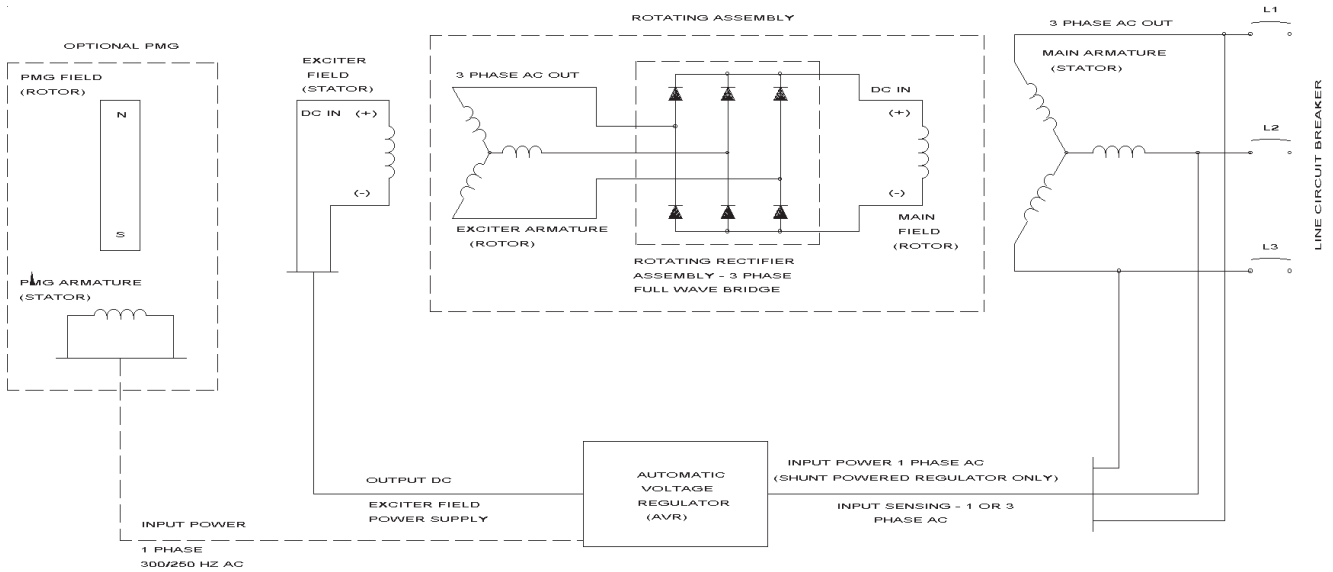 ROTATING ASSEMBLY
L1
3 PHASE AC OUT
OPTIONAL PMG
MAIN ARMATURE
(STATOR)
EXCITER
FIELD
(STATOR)
PMG FIELD
(ROTOR)
3 PHASE AC OUT
DC IN
DC IN (+)
(+)
N
L2
LINE CIRCUIT BREAKER
(-)
(-)
S
EXCITER ARMATURE
(ROTOR)
MAIN
FIELD
(ROTOR)
L3
ROTATING RECTIFIER
ASSEMBLY - 3 PHASE
FULL WAVE BRIDGE
PMG ARMATURE
(STATOR)
AUTOMATIC
VOLTAGE
REGULATOR
(AVR)
INPUT POWER 1 PHASE AC
(SHUNT POWERED REGULATOR ONLY)
INPUT SENSING - 1 OR 3
PHASE AC
OUTPUT DC
EXCITER FIELD
POWER SUPPLY
INPUT POWER
1 PHASE
300/250 HZ AC